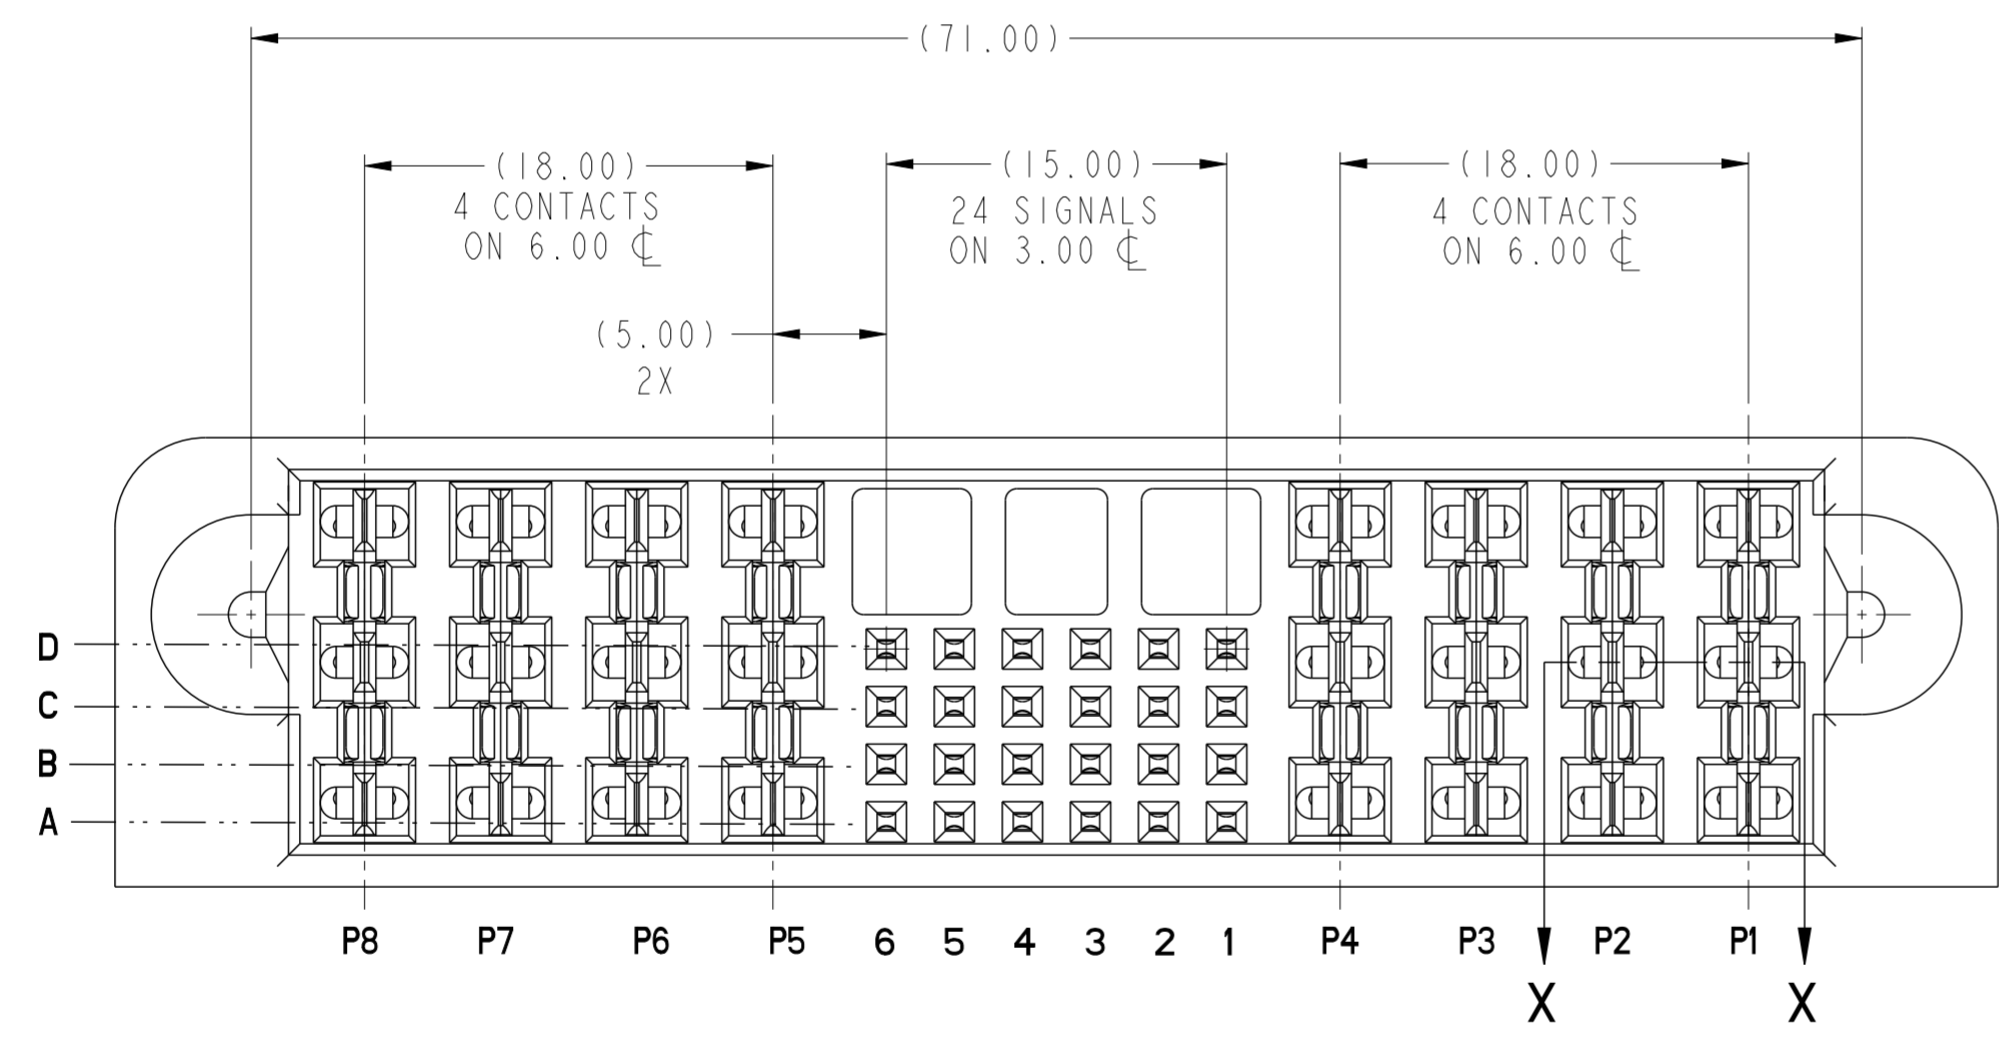 (71.00)
(18.00)
4 CONTACTS
ON 6.00 ℄
(15.00)
24 SIGNALS
ON 3.00 ℄
(18.00)
4 CONTACTS
ON 6.00 ℄
(5.00)
2X
D
C
B
A
P8 P7 P6 P5 6 5 4 3 2 1 P4 P3 P2 P1
X X